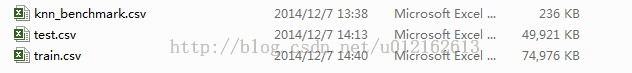 knn_benchmark.csv 2014/12/7 13:38 Microsoft Excel ... 236 KB
test.csv 2014/12/7 14:13 Microsoft Excel ... 49,921 KB
train.csv 2014/12/7 14:40 Microsoft Excel ... 74,976 KB
http://blog.csdn.net/u012162613